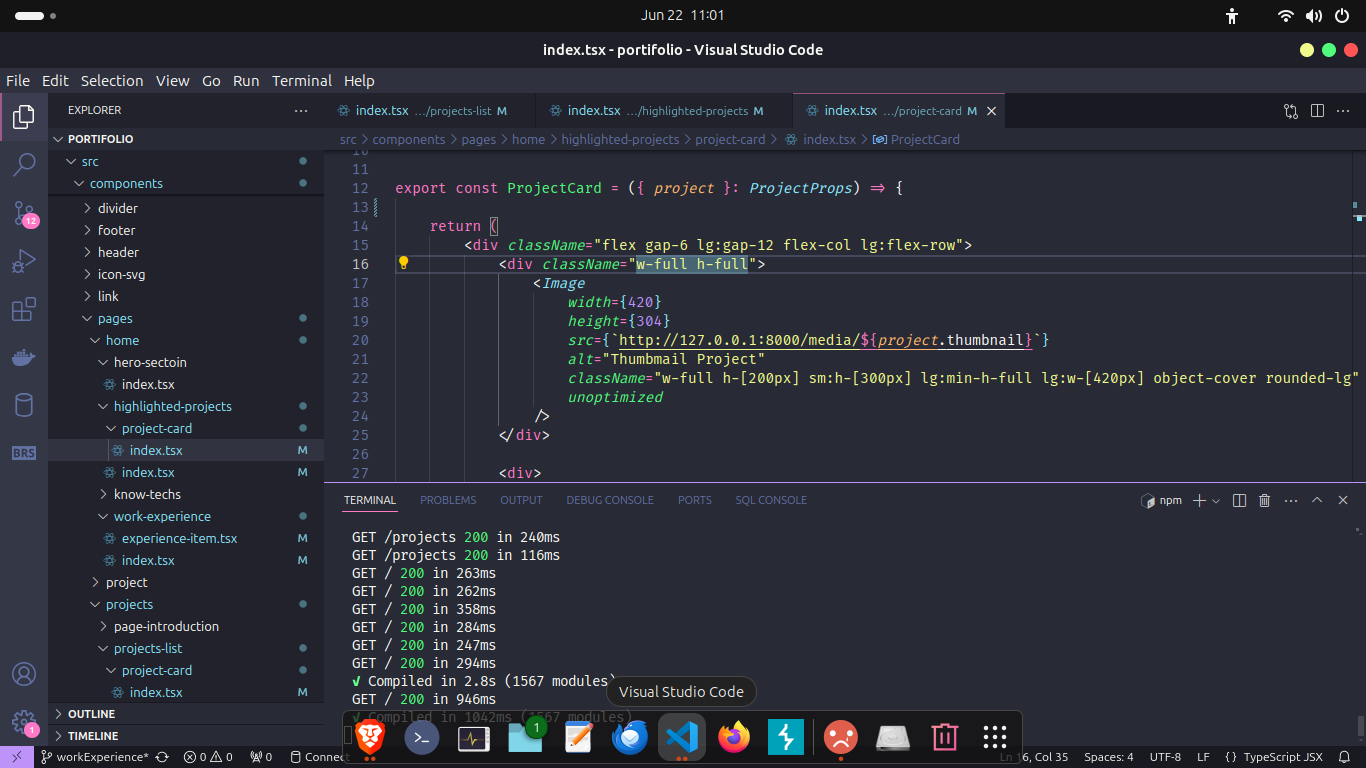 Jun 22 11:01
index.tsx - portifolio - Visual Studio Code
File Edit Selection View Go Run Terminal Help
EXPLORER
index.tsx .../projects-list M
index.tsx .../highlighted-projects M
index.tsx .../project-card M
PORTIFOLIO
src > components > pages > home > highlighted-projects > project-card > index.tsx > ProjectCard
src
components
divider
footer
header
icon-svg
link
pages
home
hero-sectoin
index.tsx
highlighted-projects
project-card
index.tsx M
index.tsx M
know-techs
work-experience
experience-item.tsx M
index.tsx M
project
projects
page-introduction
projects-list
project-card
index.tsx M
OUTLINE
TIMELINE
12
BRS
1
10
11
12 export const ProjectCard = ({ project }: ProjectProps) => {
13
14 return (
15 <div className="flex gap-6 lg:gap-12 flex-col lg:flex-row">
16 <div className="w-full h-full">
17 <Image
18 width={420}
19 height={304}
20 src={`http://127.0.0.1:8000/media/${project.thumbnail}`}
21 alt="Thumbmail Project"
22 className="w-full h-[200px] sm:h-[300px] lg:min-h-full lg:w-[420px] object-cover rounded-lg"
23 unoptimized
24 />
25 </div>
26
27 <div>
TERMINAL PROBLEMS OUTPUT DEBUG CONSOLE PORTS SQL CONSOLE
npm
GET /projects 200 in 240ms
GET /projects 200 in 116ms
GET / 200 in 263ms
GET / 200 in 262ms
GET / 200 in 358ms
GET / 200 in 284ms
GET / 200 in 247ms
GET / 200 in 294ms
✓ Compiled in 2.8s (1567 modules)
GET / 200 in 946ms
✓ Compiled in 1042ms (1567 modules)
Visual Studio Code
1
workExperience* 0 0 0 Connect
Ln 16, Col 35 Spaces: 4 UTF-8 LF {} TypeScript JSX